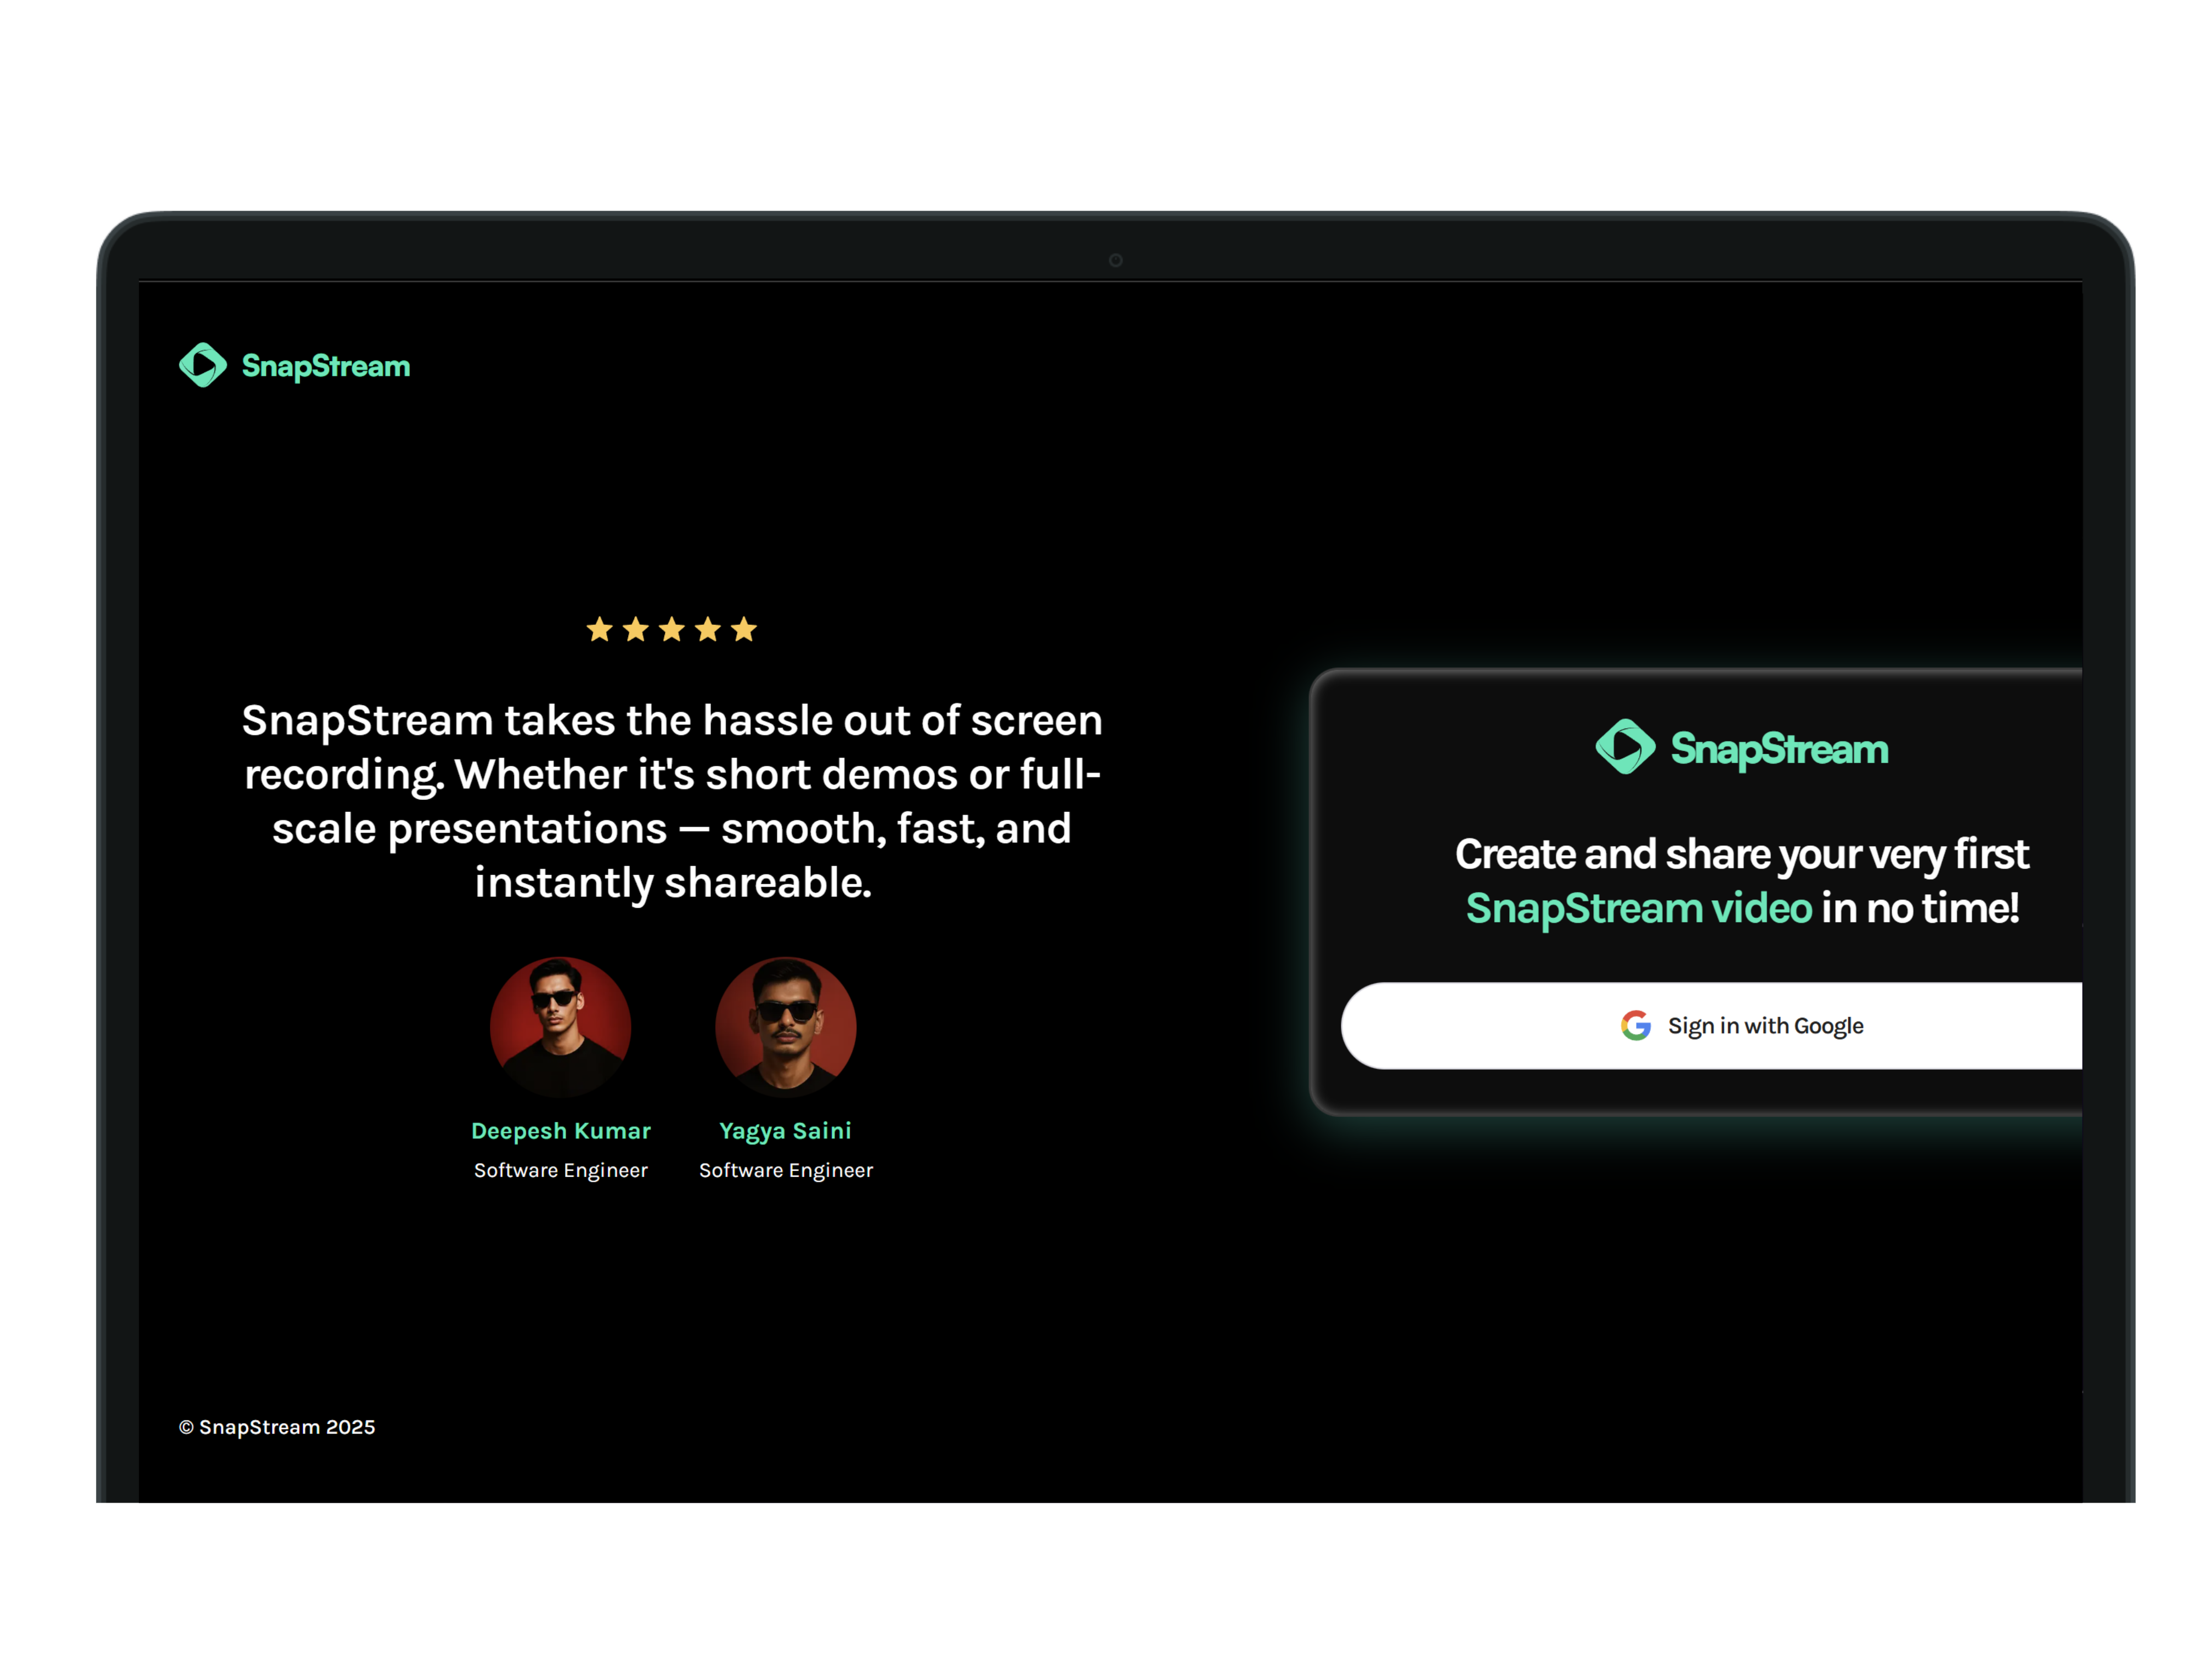 SnapStream
SnapStream takes the hassle out of screen
recording. Whether it's short demos or full-
scale presentations — smooth, fast, and
instantly shareable.
Deepesh Kumar
Software Engineer
Yagya Saini
Software Engineer
© SnapStream 2025
SnapStream
Create and share your very first
SnapStream video in no time!
Sign in with Google